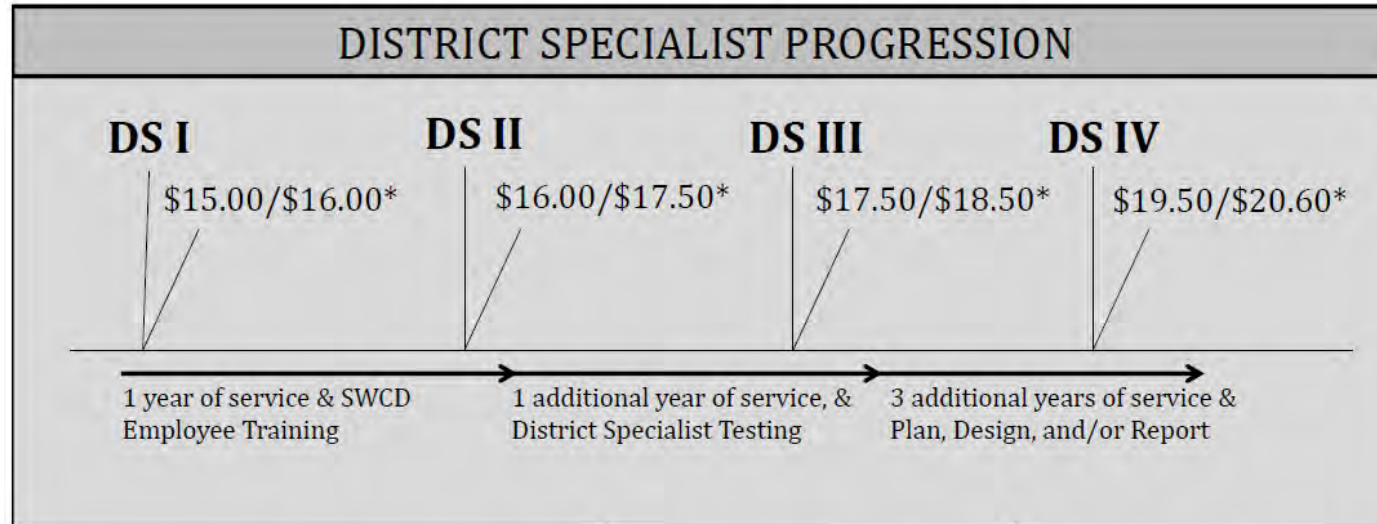 DISTRICT SPECIALIST PROGRESSION
DS I
DS II
DS III
DS IV
$15.00/$16.00*
$16.00/$17.50*
$17.50/$18.50*
$19.50/$20.60*
1 year of service & SWCD
Employee Training
1 additional year of service, &
District Specialist Testing
3 additional years of service &
Plan, Design, and/or Report